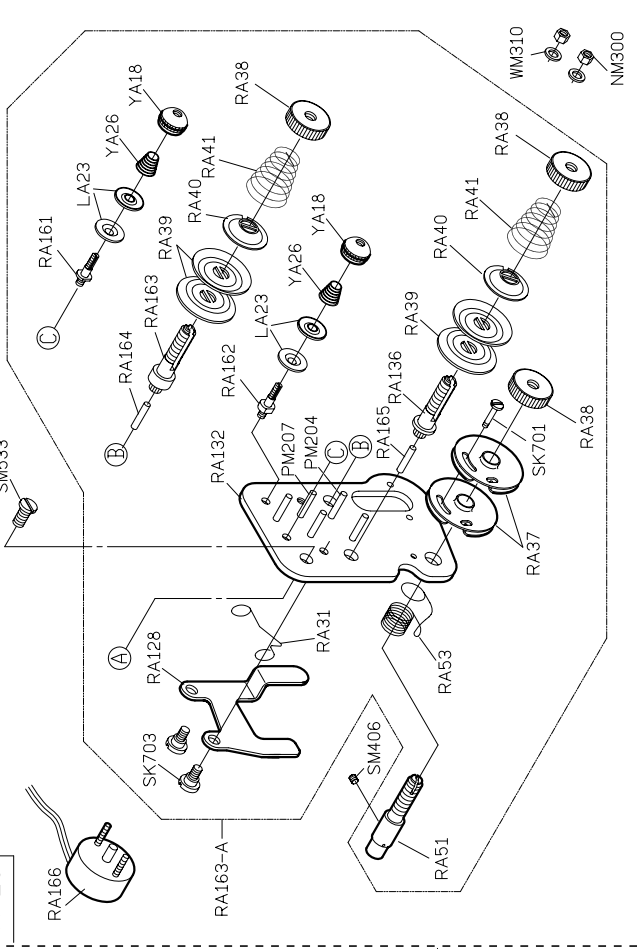 YA18
RA38
WM310
NM300
YA26
LA23
RA41
RA161
RA40
RA39
YA18
RA38
C
RA163
YA26
RA41
RA164
LA23
RA40
B
RA162
RA39
SM533
RA132
PM207
PM204
C
B
RA136
RA165
SK701
RA38
RA37
A
RA128
RA31
RA53
SK703
SM406
RA166
RA163-A
RA51